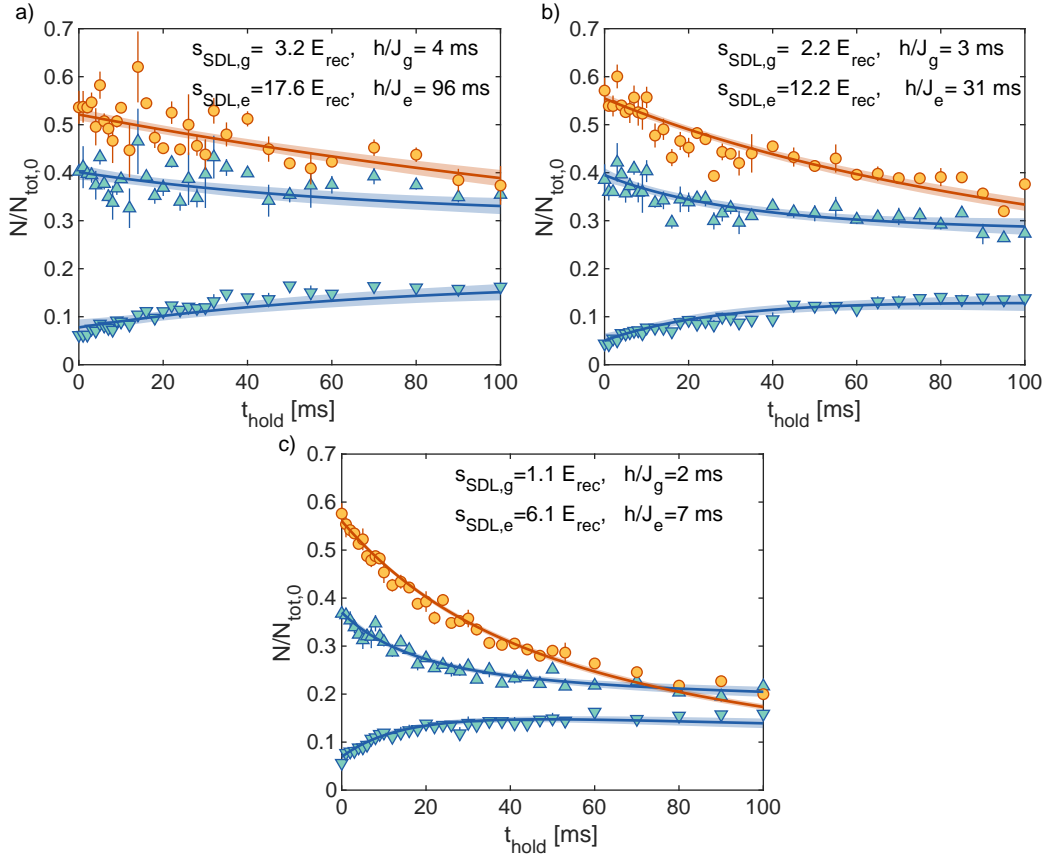 a)
s_SDL,g= 3.2 E_rec, h/J_g= 4 ms
s_SDL,e=17.6 E_rec, h/J_e= 96 ms
N/N_tot,0
0.7
0.6
0.5
0.4
0.3
0.2
0.1
0
0 20 40 60 80 100
t_hold [ms]
b)
s_SDL,g= 2.2 E_rec, h/J_g= 3 ms
s_SDL,e= 12.2 E_rec, h/J_e= 31 ms
0.7
0.6
0.5
0.4
0.3
0.2
0.1
0
0 20 40 60 80 100
t_hold [ms]
c)
s_SDL,g=1.1 E_rec, h/J_g=2 ms
s_SDL,e=6.1 E_rec, h/J_e=7 ms
N/N_tot,0
0.7
0.6
0.5
0.4
0.3
0.2
0.1
0
0 20 40 60 80 100
t_hold [ms]